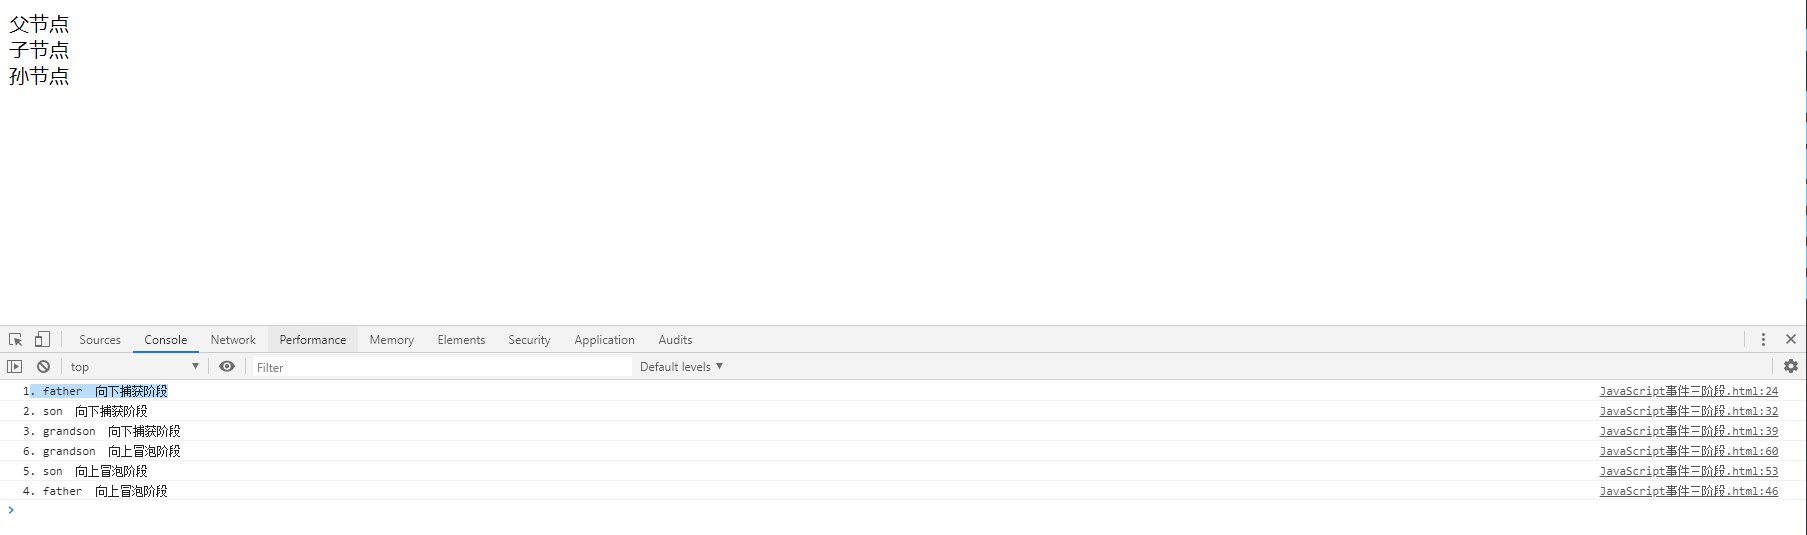 父节点
子节点
孙节点
Sources Console Network Performance Memory Elements Security Application Audits
top Filter Default levels
1. father 向下捕获阶段 JavaScript事件三阶段.html:24
2. son 向下捕获阶段 JavaScript事件三阶段.html:32
3. grandson 向下捕获阶段 JavaScript事件三阶段.html:39
6. grandson 向上冒泡阶段 JavaScript事件三阶段.html:60
5. son 向上冒泡阶段 JavaScript事件三阶段.html:53
4. father 向上冒泡阶段 JavaScript事件三阶段.html:46